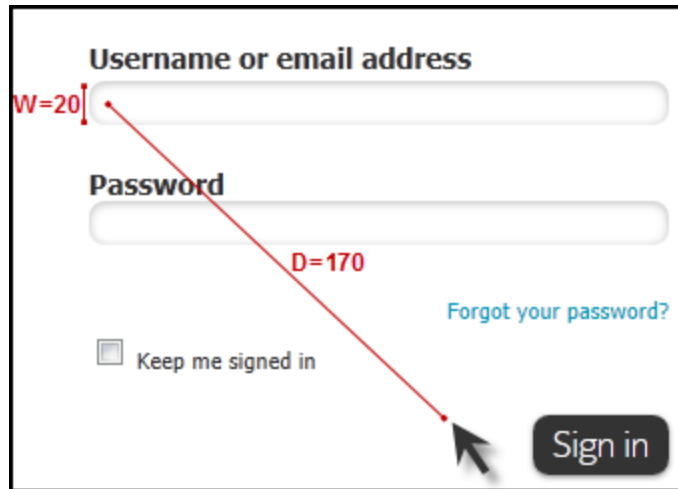 Username or email address
W=20
Password
D=170
Forgot your password?
Keep me signed in
Sign in